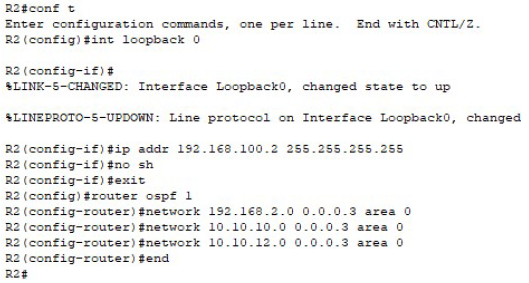 R2#conf t
Enter configuration commands, one per line.  End with CNTL/Z.
R2(config)#int loopback 0
R2(config-if)#
%LINK-5-CHANGED: Interface Loopback0, changed state to up
%LINEPROTO-5-UPDOWN: Line protocol on Interface Loopback0, changed
R2(config-if)#ip addr 192.168.100.2 255.255.255.255
R2(config-if)#no sh
R2(config-if)#exit
R2(config)#router ospf 1
R2(config-router)#network 192.168.2.0 0.0.0.3 area 0
R2(config-router)#network 10.10.10.0 0.0.0.3 area 0
R2(config-router)#network 10.10.12.0 0.0.0.3 area 0
R2(config-router)#end
R2#